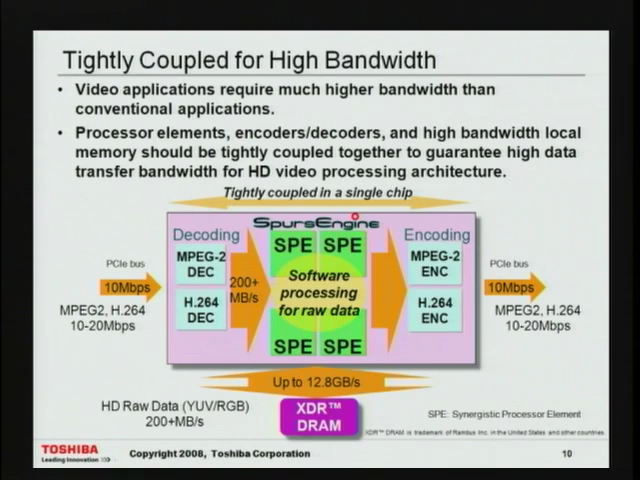 Tightly Coupled for High Bandwidth
• Video applications require much higher bandwidth than
conventional applications.
• Processor elements, encoders/decoders, and high bandwidth local
memory should be tightly coupled together to guarantee high data
transfer bandwidth for HD video processing architecture.
Tightly coupled in a single chip
SpursEngine
Decoding
Encoding
SPE SPE
MPEG-2
DEC
H.264
DEC
200+
MB/s
Software
processing
for raw data
MPEG-2
ENC
H.264
ENC
SPE SPE
PCIe bus
10Mbps
MPEG2, H.264
10-20Mbps
PCIe bus
10Mbps
MPEG2, H.264
10-20Mbps
Up to 12.8GB/s
HD Raw Data (YUV/RGB)
200+MB/s
XDR™
DRAM
SPE: Synergistic Processor Element
XDR™ DRAM is trademark of Rambus Inc. in the United States and other countries.
TOSHIBA
Leading Innovation >>>
Copyright 2008, Toshiba Corporation
10